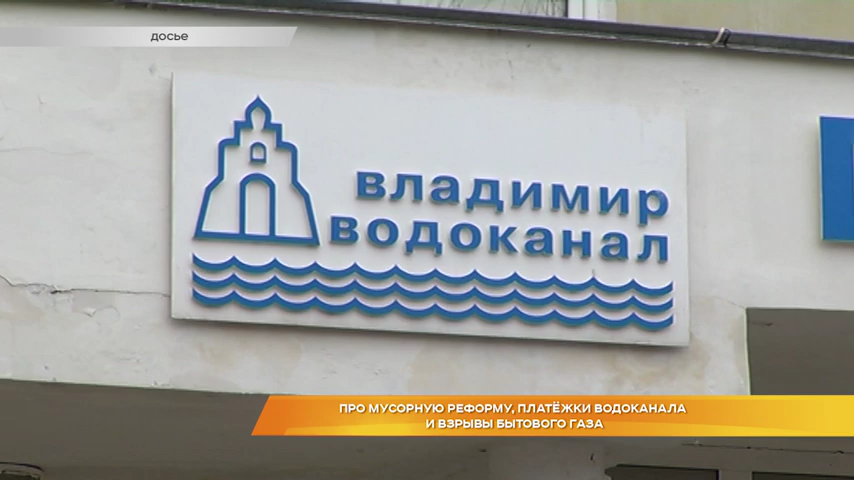 досье
владимир
водоканал
ПРО МУСОРНУЮ РЕФОРМУ, ПЛАТЁЖКИ ВОДОКАНАЛА
И ВЗРЫВЫ БЫТОВОГО ГАЗА